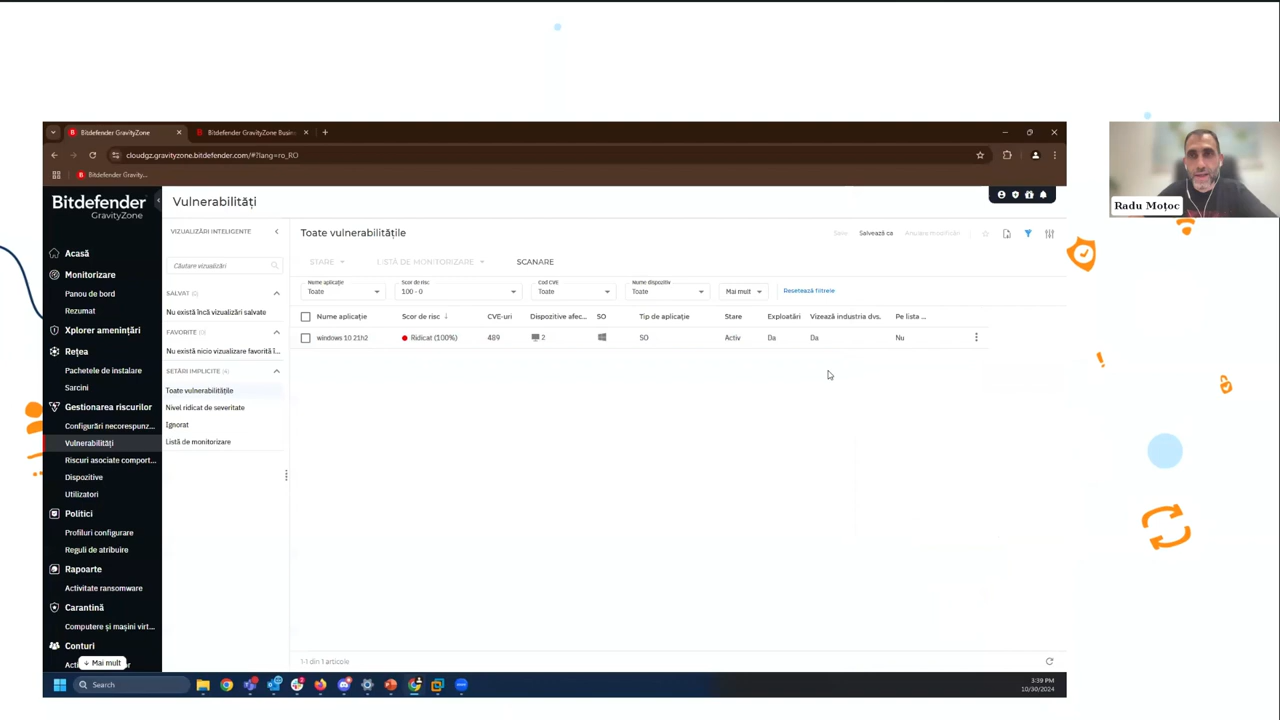 Bitdefender GravityZone
Bitdefender GravityZone Busin
cloudgz.gravityzone.bitdefender.com/#?lang=ro_RO
Bitdefender Gravity...
Bitdefender
GravityZone
Acasă
Monitorizare
Panou de bord
Rezumat
Xplorer amenințări
Rețea
Pachetele de instalare
Sarcini
Gestionarea riscurilor
Configurări necorespunz...
Vulnerabilități
Riscuri asociate comport...
Dispozitive
Utilizatori
Politici
Profiluri configurare
Reguli de atribuire
Rapoarte
Activitate ransomware
Carantină
Computere și mașini virt...
Conturi
Mai mult
Vulnerabilități
VIZUALIZĂRI INTELIGENTE
Căutare vizualizări
SALVAT (0)
Nu există încă vizualizări salvate
FAVORITE (0)
Nu există nicio vizualizare favorită î...
SETĂRI IMPLICITE (4)
Toate vulnerabilitățile
Nivel ridicat de severitate
Ignorat
Listă de monitorizare
Toate vulnerabilitățile
Salvează ca
Anulare modificări
STARE
LISTĂ DE MONITORIZARE
SCANARE
Nume aplicație
Toate
Scor de risc
100 - 0
Cod CVE
Toate
Nume dispozitiv
Toate
Mai mult
Resetează filtrele
Nume aplicație Scor de risc CVE-uri Dispozitive afec... SO Tip de aplicație Stare Exploatări Vizează industria dvs. Pe lista ...
windows 10 21h2 Ridicat (100%) 489 2 SO Activ Da Da Nu
1-1 din 1 articole
Search
3:39 PM
10/30/2024
Radu Moțoc